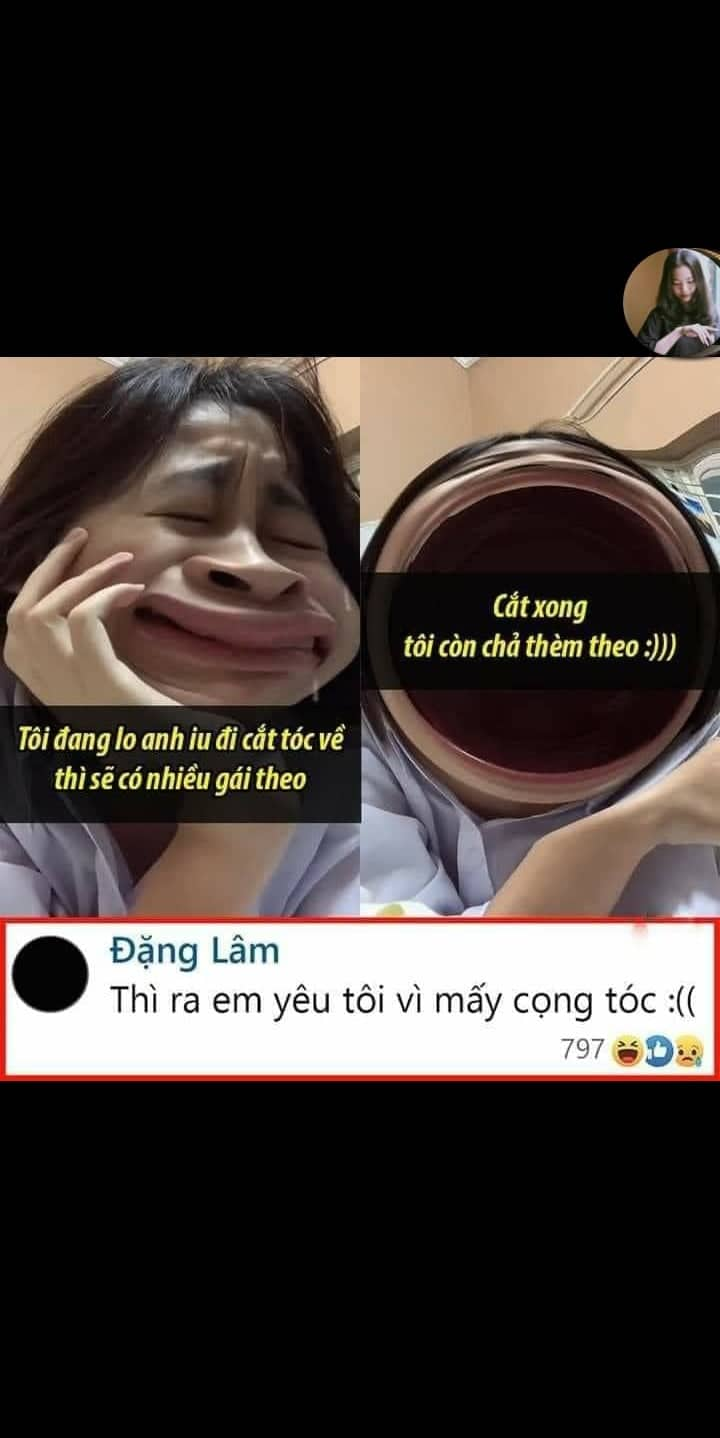 Tôi đang lo anh iu đi cắt tóc về
thì sẽ có nhiều gái theo
Cắt xong
tôi còn chả thèm theo :)))
Đặng Lâm
Thì ra em yêu tôi vì mấy cọng tóc :((
797